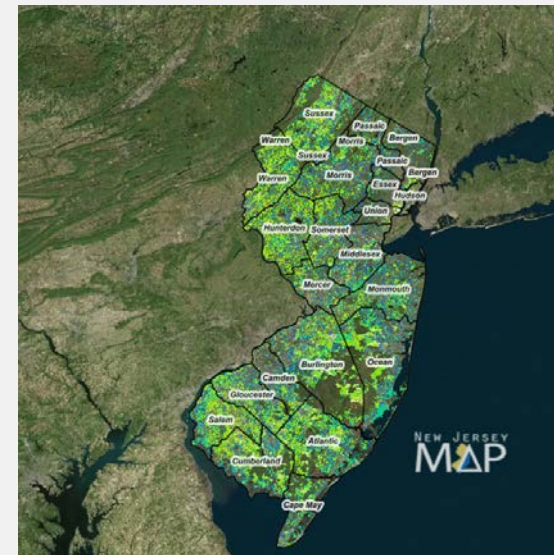 Sussex
Passaic
Bergen
Warren
Morris
Sussex
Passaic
Morris
Bergen
Warren
Essex
Hudson
Union
Hunterdon
Somerset
Middlesex
Mercer
Monmouth
Ocean
Burlington
Camden
Gloucester
Salem
Atlantic
Cumberland
Cape May
NEW JERSEY
MAP